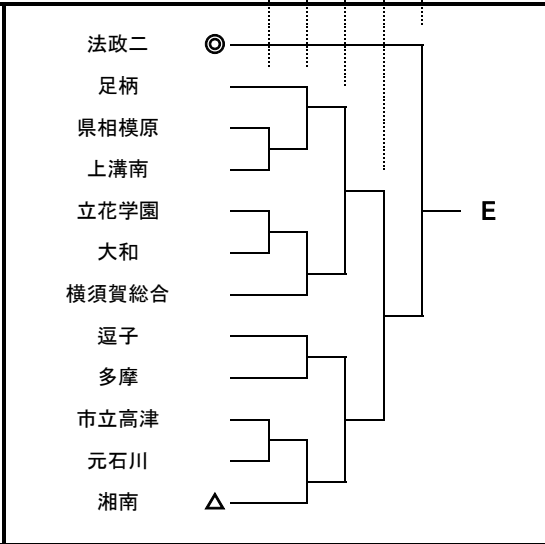 法政二 ◎
足柄
県相模原
上溝南
立花学園
大和
横須賀総合
逗子
多摩
市立高津
元石川
湘南 △
E